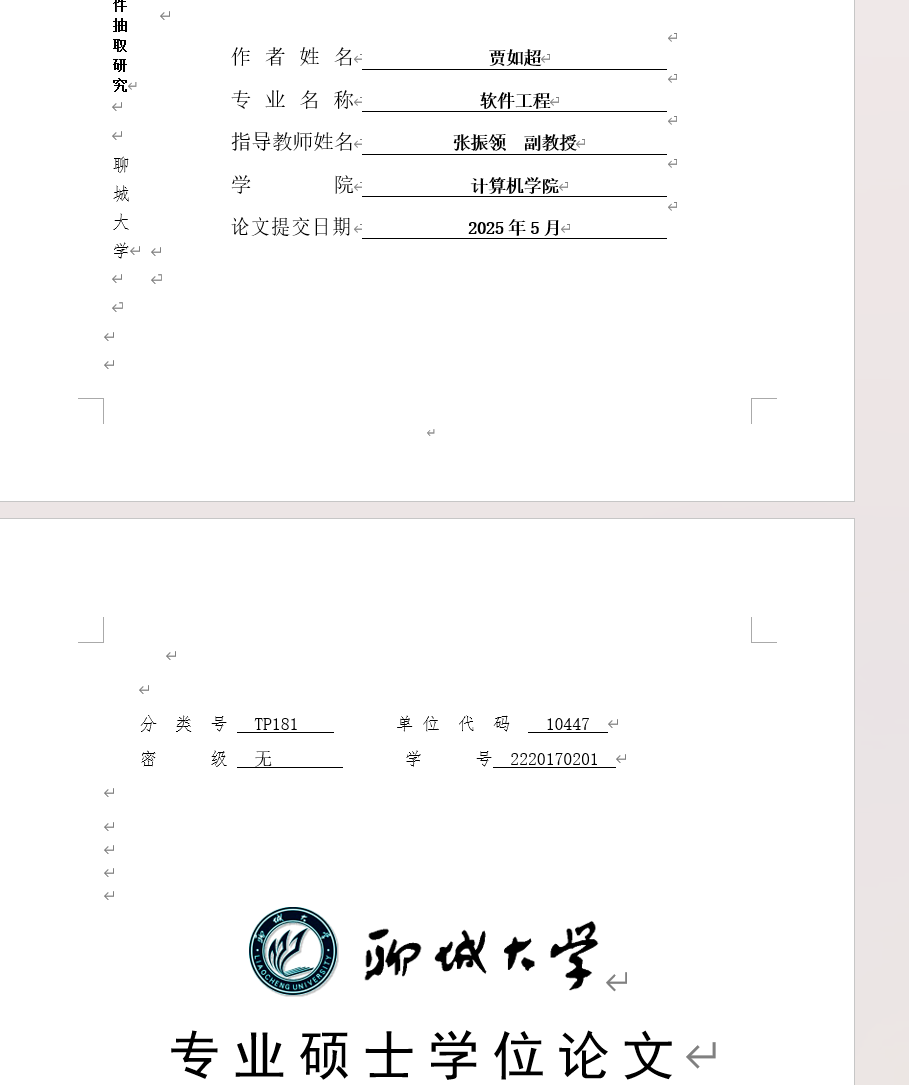 件
抽
取
研
究
聊
城
大
学
作者姓名 贾如超
专业名称 软件工程
指导教师姓名 张振领 副教授
学院 计算机学院
论文提交日期 2025 年 5 月
分类号 TP181 单位代码 10447
密级 无 学号 2220170201
聊城大学
LIAOCHENG UNIVERSITY
聊城大学
专业硕士学位论文